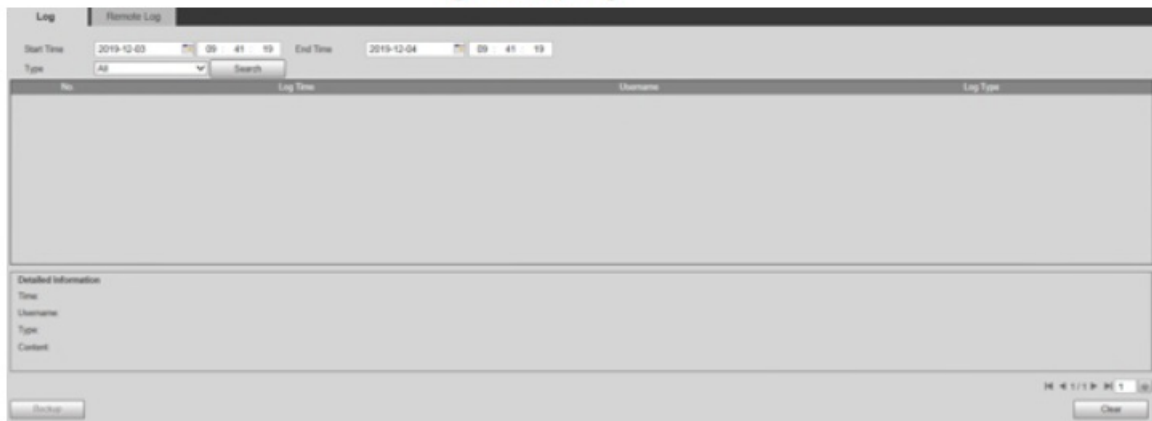 Log Remote Log
Start Time 2019-12-03 09 : 41 : 19 End Time 2019-12-04 09 : 41 : 19
Type All Search
No. Log Time Username Log Type
Detailed Information
Time:
Username:
Type:
Content:
1/1 1
Backup Clear